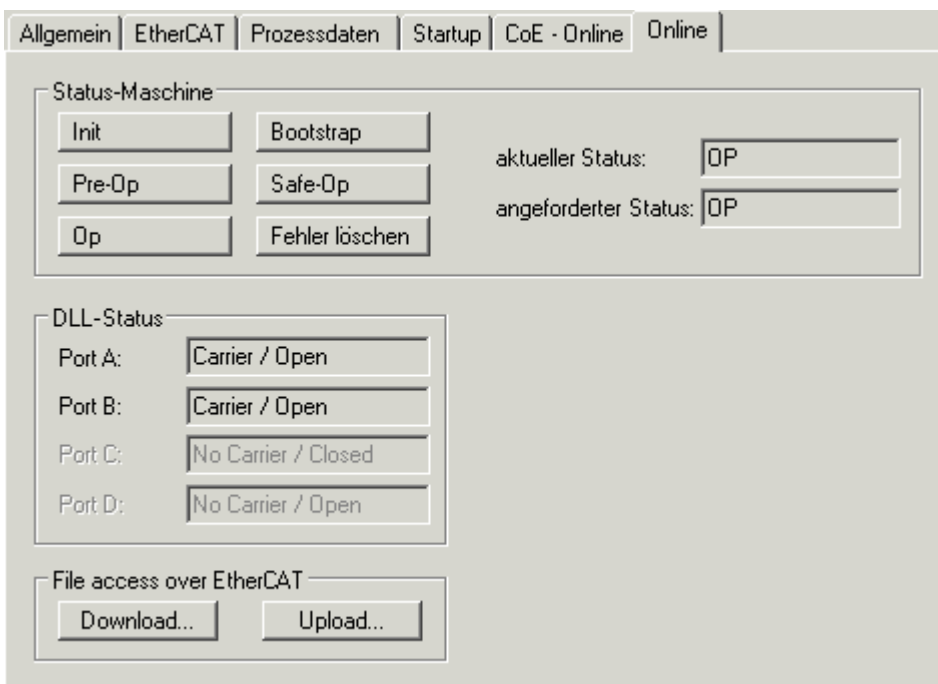 Allgemein EtherCAT Prozessdaten Startup CoE - Online Online
Status-Maschine
Init Bootstrap
aktueller Status: OP
Pre-Op Safe-Op
angeforderter Status: OP
Op Fehler löschen
DLL-Status
Port A: Carrier / Open
Port B: Carrier / Open
Port C: No Carrier / Closed
Port D: No Carrier / Open
File access over EtherCAT
Download... Upload...